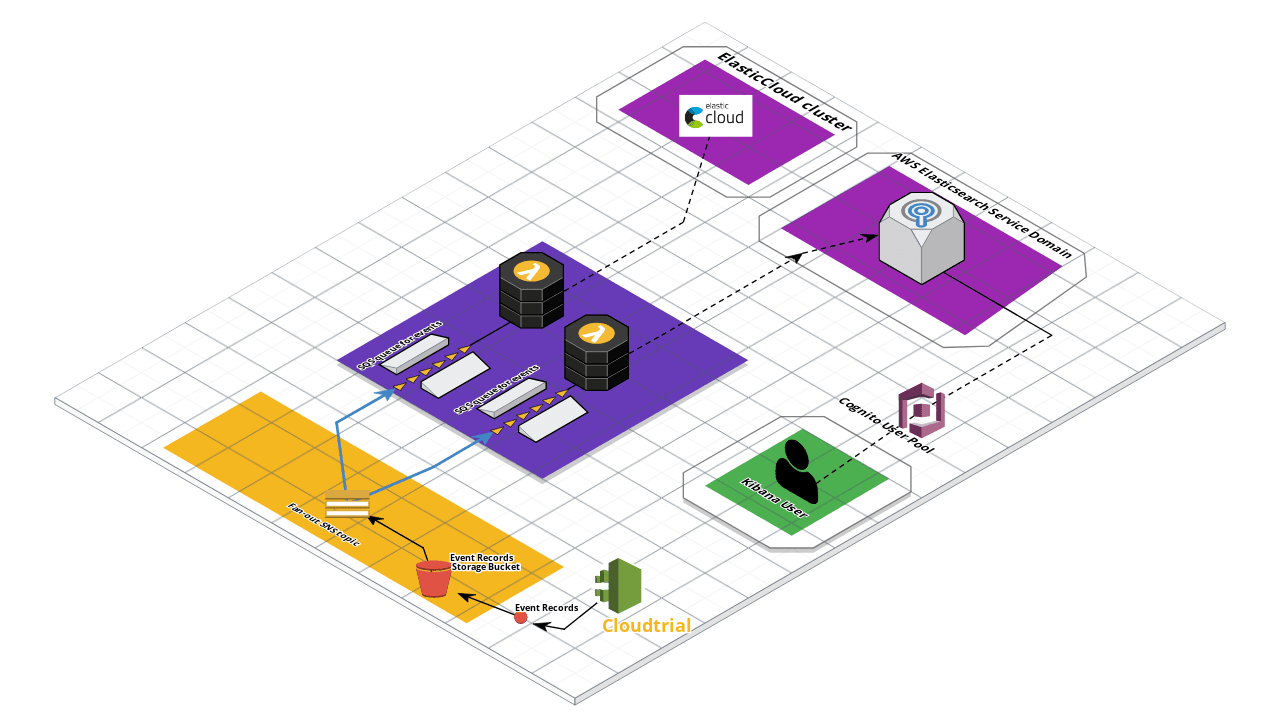 ElasticCloud cluster
elastic
cloud
AWS Elasticsearch Service Domain
λ
λ
SQS queue for events
SQS queue for events
Cognito User Pool
Kibana User
Fan-out SNS topic
Event Records
Storage Bucket
Event Records
Cloudtrial